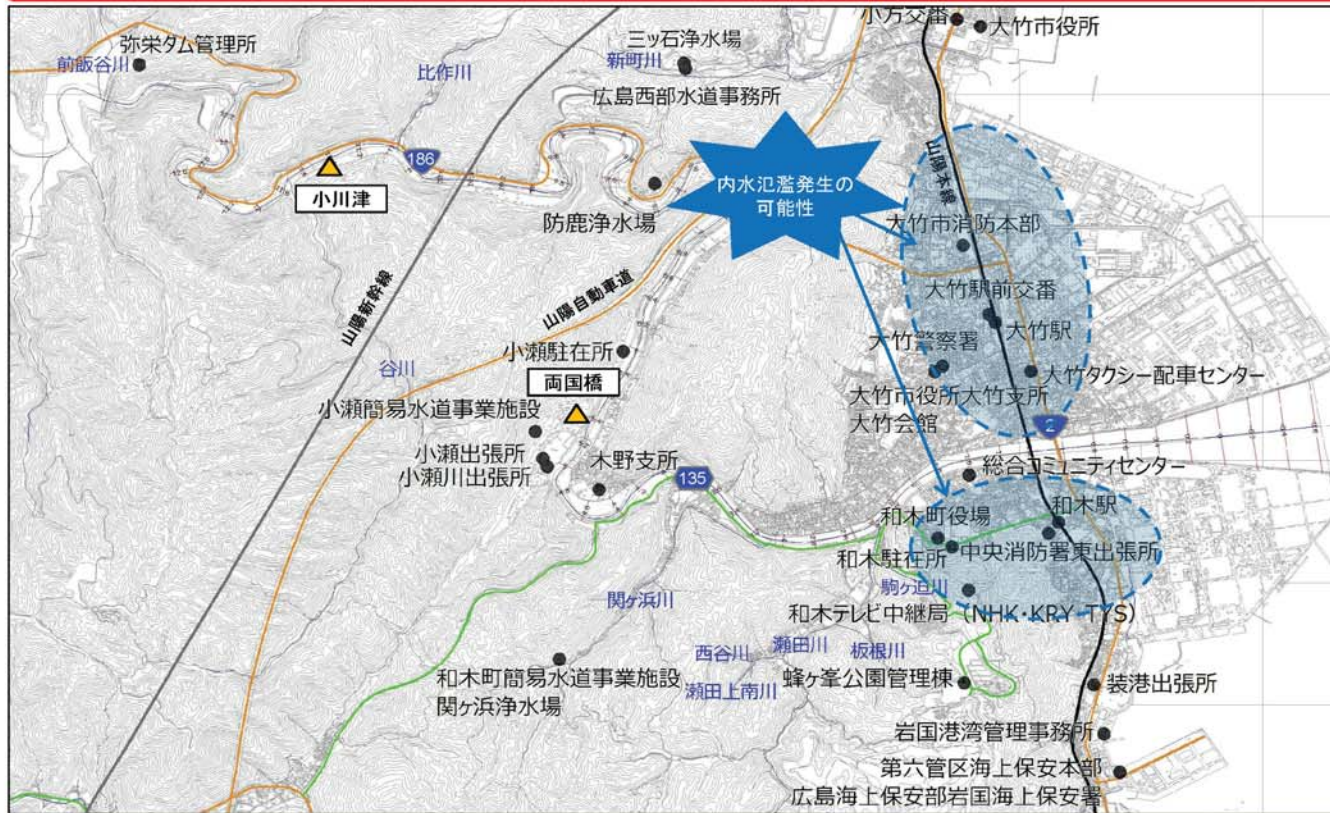 小方交番
大竹市役所
弥栄ダム管理所
前飯谷川
比作川
三ッ石浄水場
新町川
広島西部水道事務所
186
小川津
防鹿浄水場
内水氾濫発生の
可能性
山陽本線
大竹市消防本部
大竹駅前交番
大竹駅
大竹警察署
大竹タクシー配車センター
大竹市役所大竹支所
大竹会館
2
山陽新幹線
山陽自動車道
谷川
小瀬駐在所
両国橋
小瀬簡易水道事業施設
小瀬出張所
小瀬川出張所
木野支所
135
総合コミュニティセンター
和木駅
和木町役場
中央消防署東出張所
和木駐在所
駒ヶ迫川
和木テレビ中継局（NHK・KRY・TYS）
関ヶ浜川
西谷川
瀬田川
板根川
瀬田上南川
和木町簡易水道事業施設
関ヶ浜浄水場
蜂ヶ峯公園管理棟
装港出張所
岩国港湾管理事務所
第六管区海上保安本部
広島海上保安部岩国海上保安署